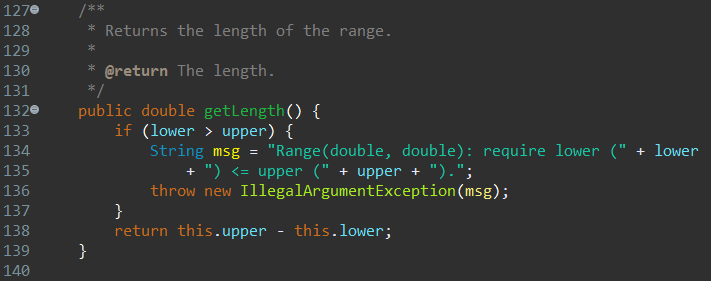 127 /**
128 * Returns the length of the range.
129 *
130 * @return The length.
131 */
132 public double getLength() {
133 if (lower > upper) {
134 String msg = "Range(double, double): require lower (" + lower
135 + ") <= upper (" + upper + ").";
136 throw new IllegalArgumentException(msg);
137 }
138 return this.upper - this.lower;
139 }
140